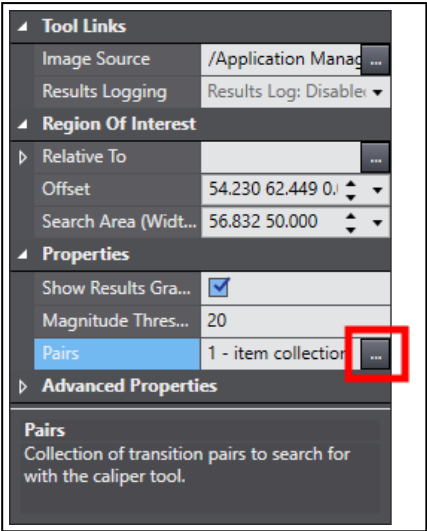 Tool Links
Image Source /Application Manag ...
Results Logging Results Log: Disable
Region Of Interest
Relative To ...
Offset 54.230 62.449 0.
Search Area (Widt... 56.832 50.000
Properties
Show Results Gra...
Magnitude Thres... 20
Pairs 1 - item collection ...
Advanced Properties
Pairs
Collection of transition pairs to search for
with the caliper tool.